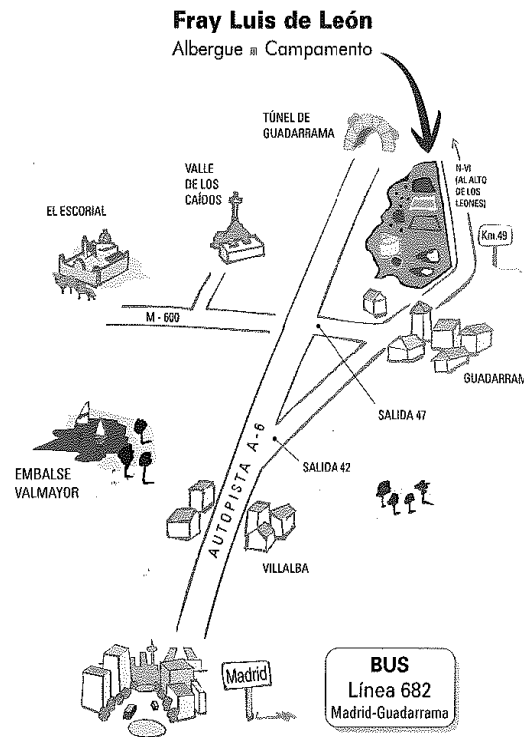 Fray Luis de León
Albergue Campamento
TÚNEL DE
GUADARRAMA
N-VI
(AL ALTO
DE LOS
LEONES)
VALLE
DE LOS
CAÍDOS
EL ESCORIAL
Km.49
M - 600
GUADARRAM
SALIDA 47
SALIDA 42
EMBALSE
VALMAYOR
AUTOPISTA A-6
VILLALBA
Madrid
BUS
Línea 682
Madrid-Guadarrama